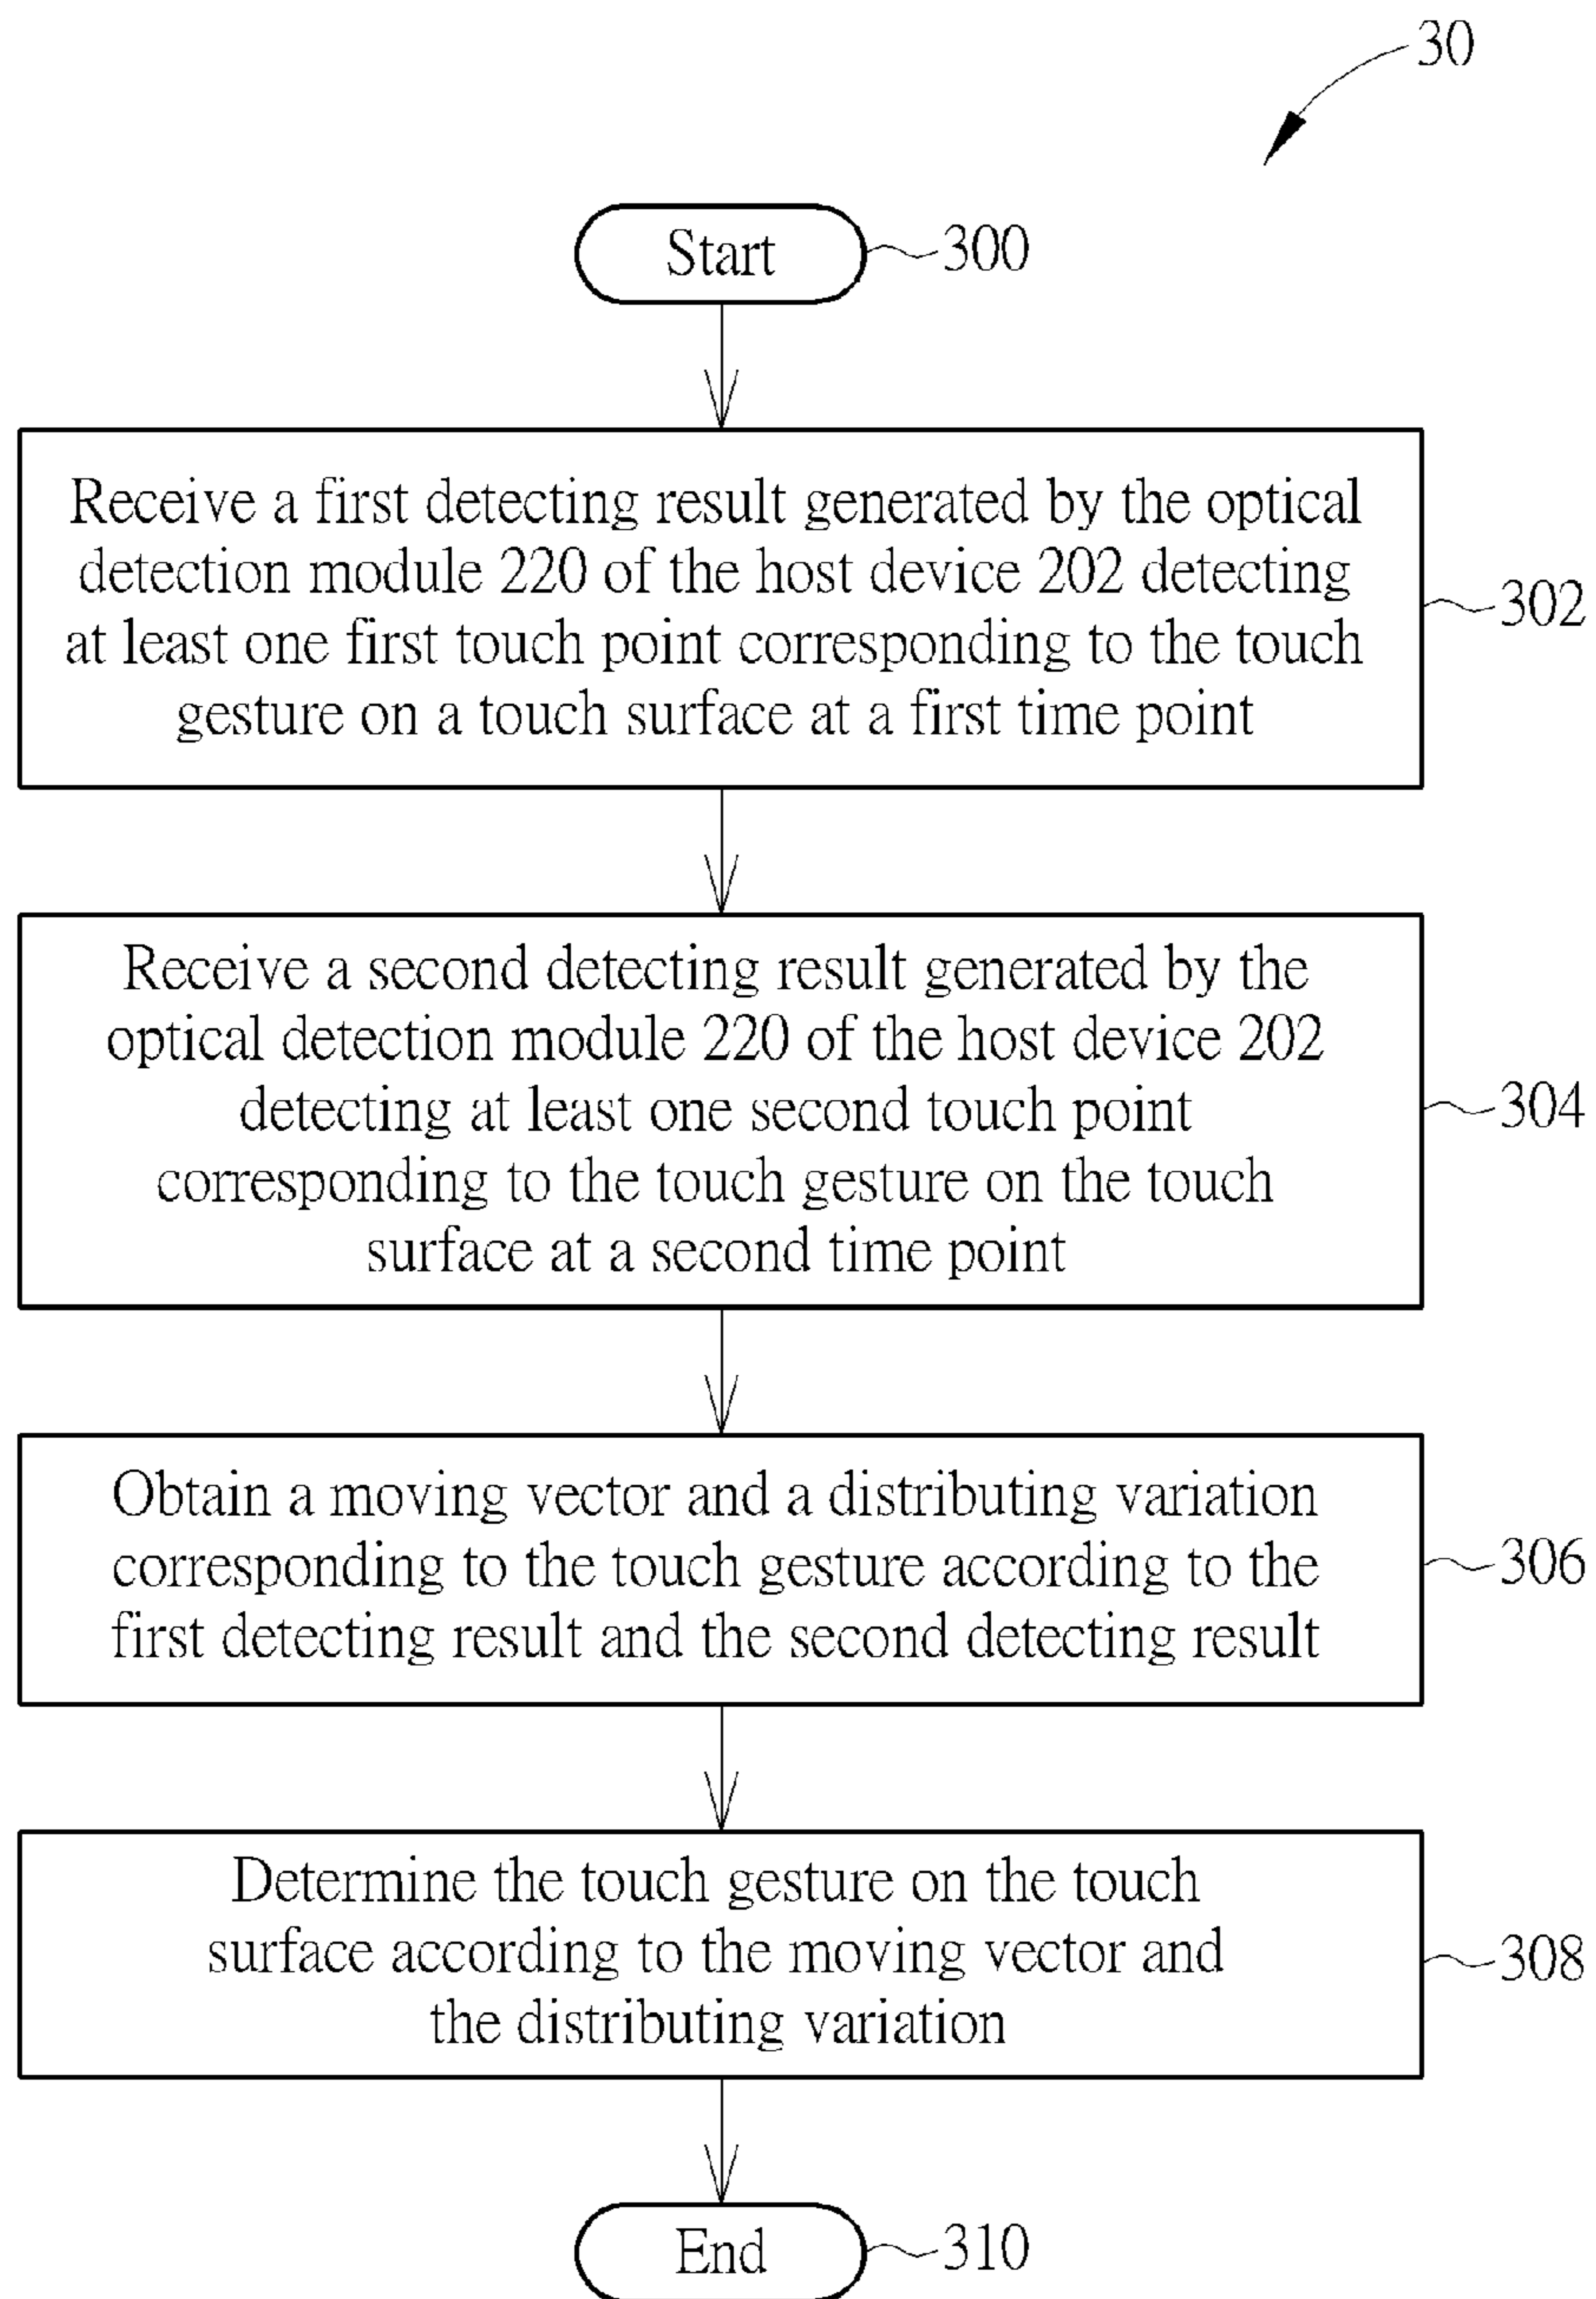 30
Start
300
Receive a first detecting result generated by the optical
detection module 220 of the host device 202 detecting
at least one first touch point corresponding to the touch
gesture on a touch surface at a first time point
302
Receive a second detecting result generated by the
optical detection module 220 of the host device 202
detecting at least one second touch point
corresponding to the touch gesture on the touch
surface at a second time point
304
Obtain a moving vector and a distributing variation
corresponding to the touch gesture according to the
first detecting result and the second detecting result
306
Determine the touch gesture on the touch
surface according to the moving vector and
the distributing variation
308
End
310